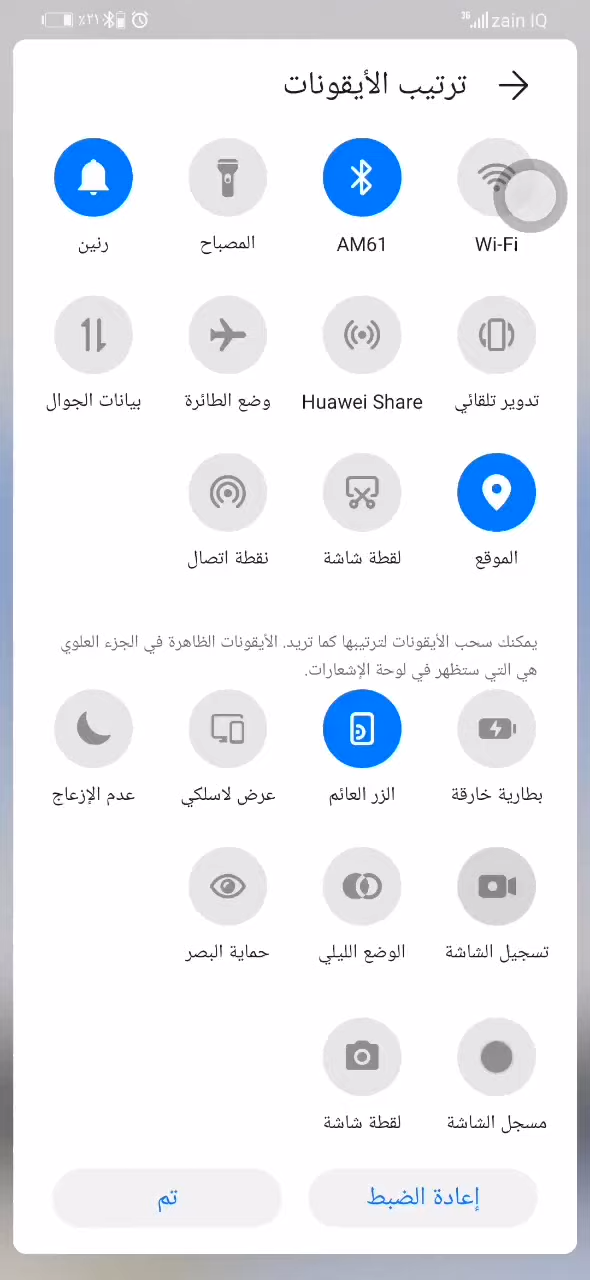 zain IQ
3G
٪٢١
ترتيب الأيقونات
Wi-Fi
AM61
المصباح
رنين
تدوير تلقائي
Huawei Share
وضع الطائرة
بيانات الجوال
الموقع
لقطة شاشة
نقطة اتصال
يمكنك سحب الأيقونات لترتيبها كما تريد. الأيقونات الظاهرة في الجزء العلوي
هي التي ستظهر في لوحة الإشعارات.
بطارية خارقة
الزر العائم
عرض لاسلكي
عدم الإزعاج
تسجيل الشاشة
الوضع الليلي
حماية البصر
مسجل الشاشة
لقطة شاشة
إعادة الضبط
تم